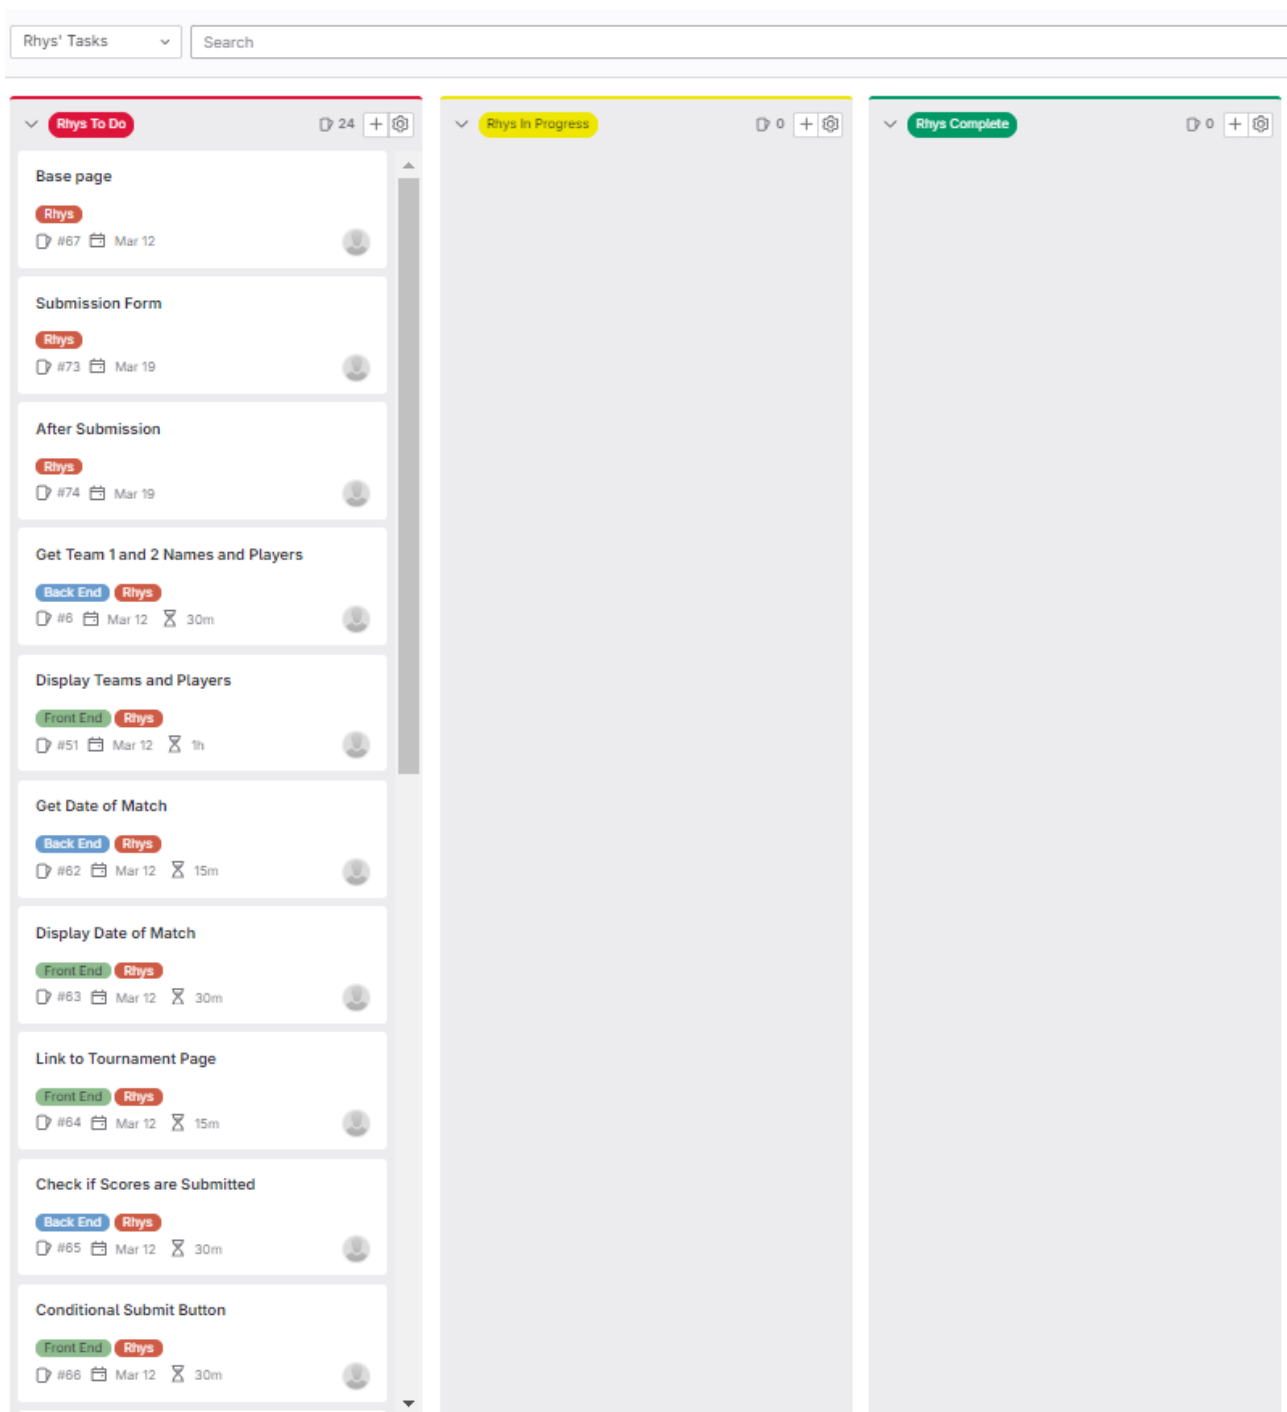 Rhys' Tasks
Search
Rhys To Do
24
Base page
Rhys
#67 Mar 12
Submission Form
Rhys
#73 Mar 19
After Submission
Rhys
#74 Mar 19
Get Team 1 and 2 Names and Players
Back End Rhys
#6 Mar 12 30m
Display Teams and Players
Front End Rhys
#51 Mar 12 1h
Get Date of Match
Back End Rhys
#62 Mar 12 15m
Display Date of Match
Front End Rhys
#63 Mar 12 30m
Link to Tournament Page
Front End Rhys
#64 Mar 12 15m
Check if Scores are Submitted
Back End Rhys
#65 Mar 12 30m
Conditional Submit Button
Front End Rhys
#66 Mar 12 30m
Rhys In Progress
0
Rhys Complete
0